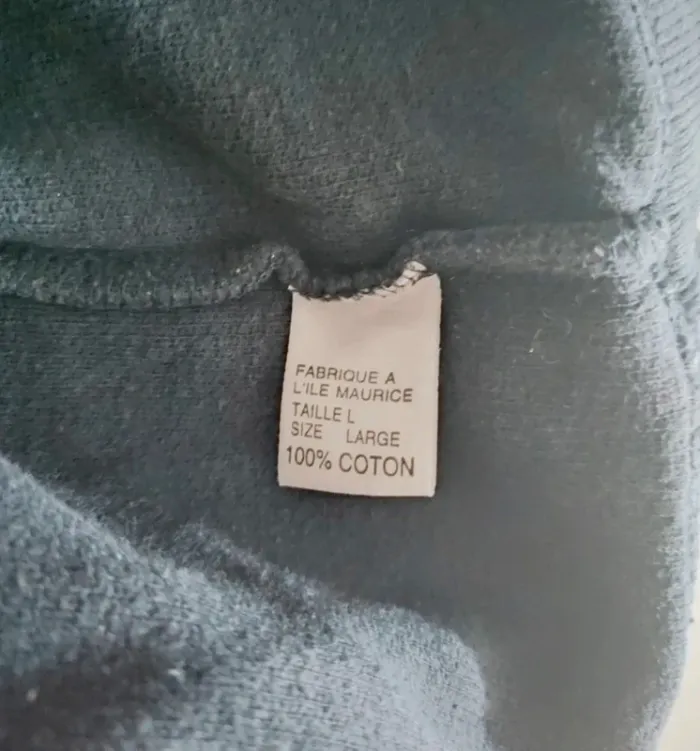 FABRIQUE A
L'ILE MAURICE
TAILLE L
SIZE LARGE
100% COTON